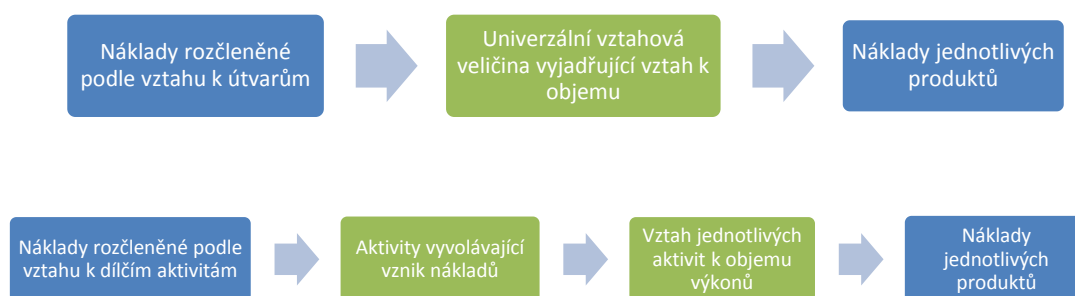 Náklady rozčleněné
podle vztahu k útvarům
Univerzální vztahová
veličina vyjadřující vztah k
objemu
Náklady jednotlivých
produktů
Náklady rozčleněné podle
vztahu k dílčím aktivitám
Aktivity vyvolávající
vznik nákladů
Vztah jednotlivých
aktivit k objemu
výkonů
Náklady
jednotlivých
produktů